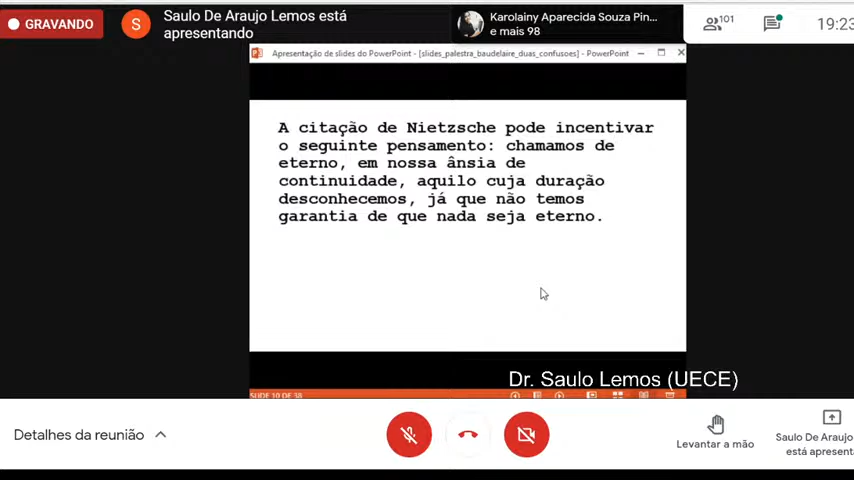 GRAVANDO
S
Saulo De Araujo Lemos está
apresentando
Karolainy Aparecida Souza Pin...
e mais 98
101
19:23
Apresentação de slides do PowerPoint - [slides_palestra_baudelaire_duas_confusoes] - PowerPoint
A citação de Nietzsche pode incentivar
o seguinte pensamento: chamamos de
eterno, em nossa ânsia de
continuidade, aquilo cuja duração
desconhecemos, já que não temos
garantia de que nada seja eterno.
Dr. Saulo Lemos (UECE)
SLIDE 10 DE 38
Detalhes da reunião
Levantar a mão
Saulo De Araujo
está apresent